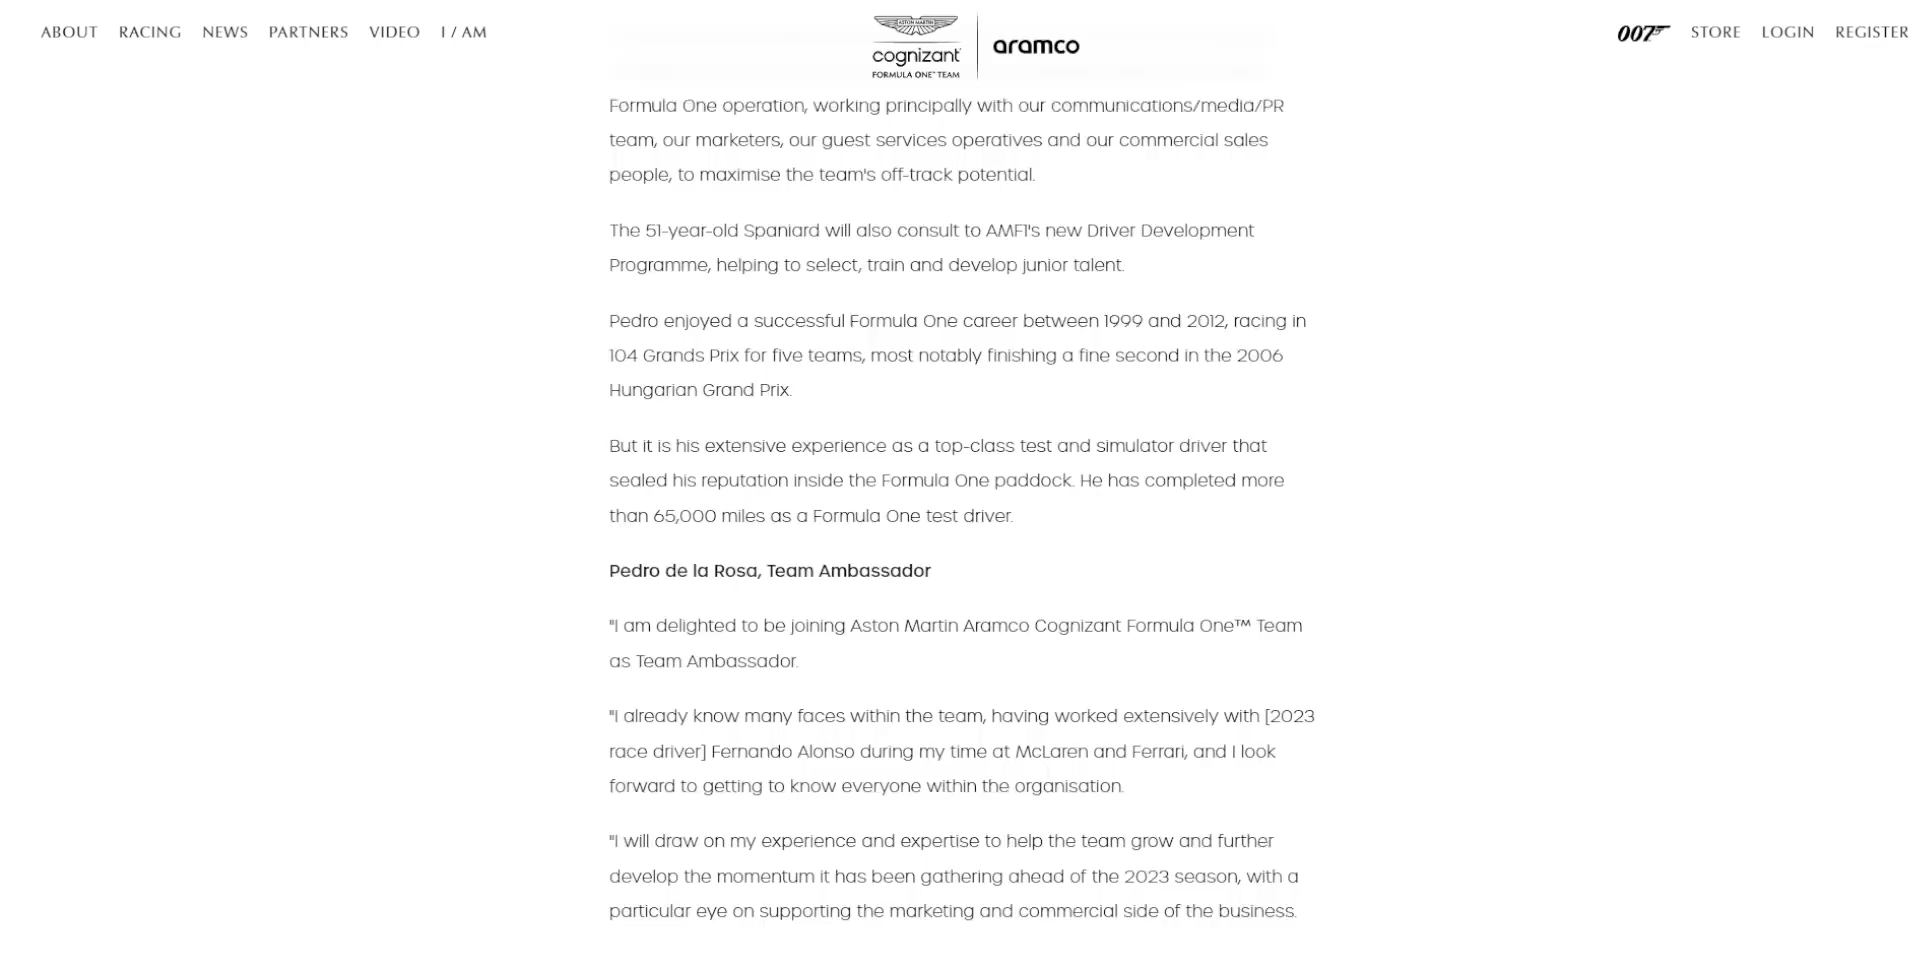 ABOUT RACING NEWS PARTNERS VIDEO I / AM
ASTON MARTIN
cognizant
FORMULA ONE™ TEAM
aramco
007 STORE LOGIN REGISTER
Formula One operation, working principally with our communications/media/PR
team, our marketers, our guest services operatives and our commercial sales
people, to maximise the team's off-track potential.
The 51-year-old Spaniard will also consult to AMF1's new Driver Development
Programme, helping to select, train and develop junior talent.
Pedro enjoyed a successful Formula One career between 1999 and 2012, racing in
104 Grands Prix for five teams, most notably finishing a fine second in the 2006
Hungarian Grand Prix.
But it is his extensive experience as a top-class test and simulator driver that
sealed his reputation inside the Formula One paddock. He has completed more
than 65,000 miles as a Formula One test driver.
Pedro de la Rosa, Team Ambassador
"I am delighted to be joining Aston Martin Aramco Cognizant Formula One™ Team
as Team Ambassador.
"I already know many faces within the team, having worked extensively with [2023
race driver] Fernando Alonso during my time at McLaren and Ferrari, and I look
forward to getting to know everyone within the organisation.
"I will draw on my experience and expertise to help the team grow and further
develop the momentum it has been gathering ahead of the 2023 season, with a
particular eye on supporting the marketing and commercial side of the business.